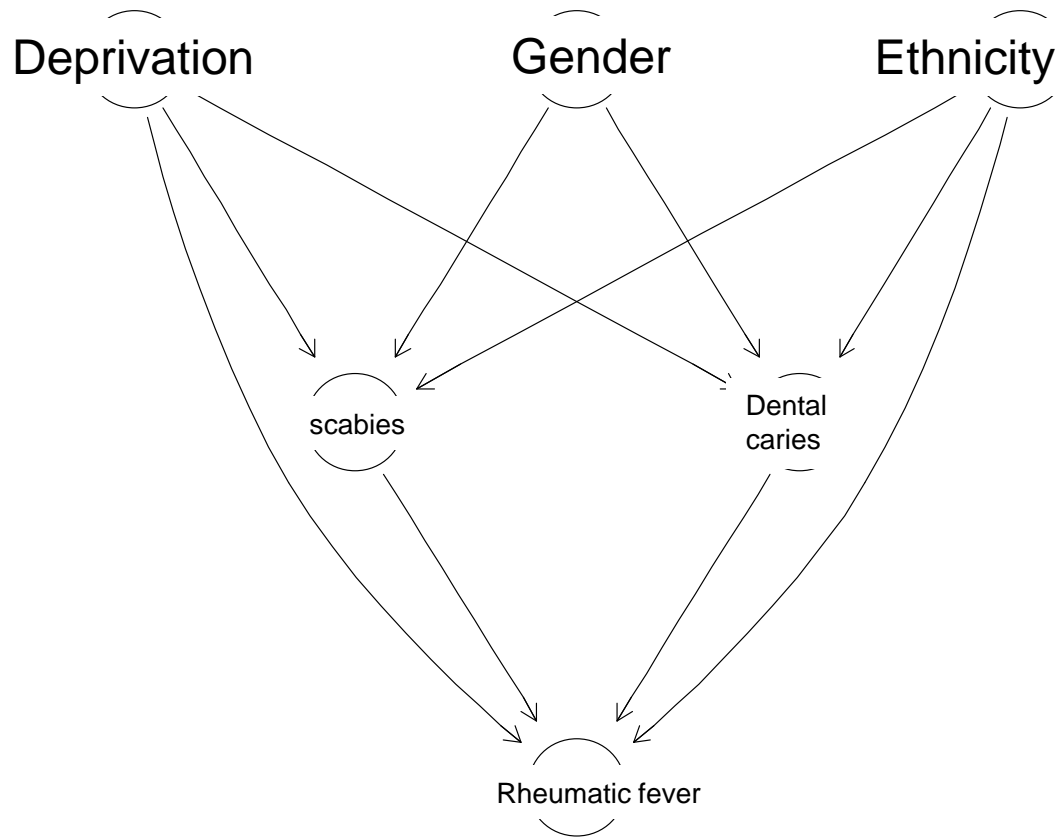 Deprivation
Gender
Ethnicity
scabies
Dental
caries
Rheumatic fever